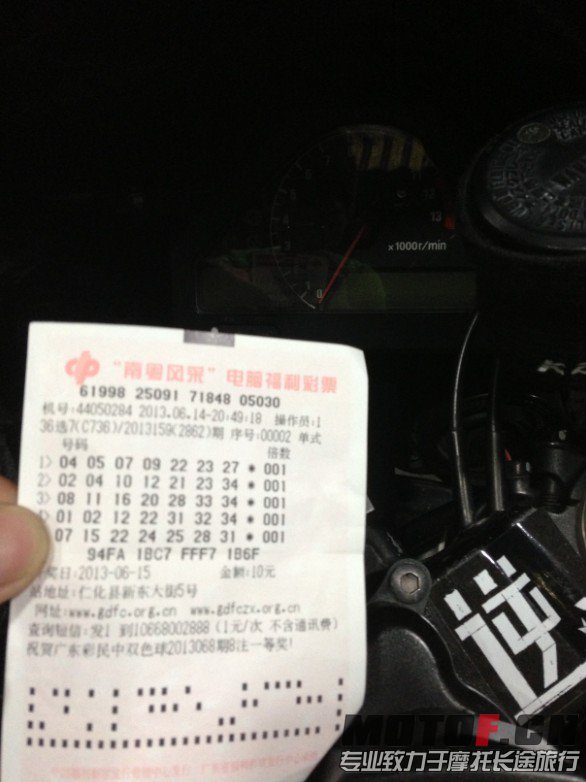 13
x1000r/min
1
0
"南粤风采"电脑福利彩票
61998 25091 71848 05030
机号:44050284 2013.06.14-20:49:18 操作员:1
36选7(C736)/2013159(2862)期 序号:00002 单式
号码 倍数
1> 04 05 07 09 22 23 27 * 001
2> 02 04 10 12 21 23 34 * 001
3> 08 11 16 20 28 33 34 * 001
4> 01 02 12 22 31 32 34 * 001
07 15 22 24 25 28 31 * 001
94FA 1BC7 FFF7 1B6F
奖日:2013-06-15 金额:10元
站地址:仁化县新东大街5号
网址:www.gdfc.org.cn www.gdfczx.org.cn
查询短信:发1 到10668002888 (1元/次 不含通讯费)
祝贺广东彩民中双色球2013068期8注一等奖!
逆
MOTOF.CN
专业致力于摩托长途旅行